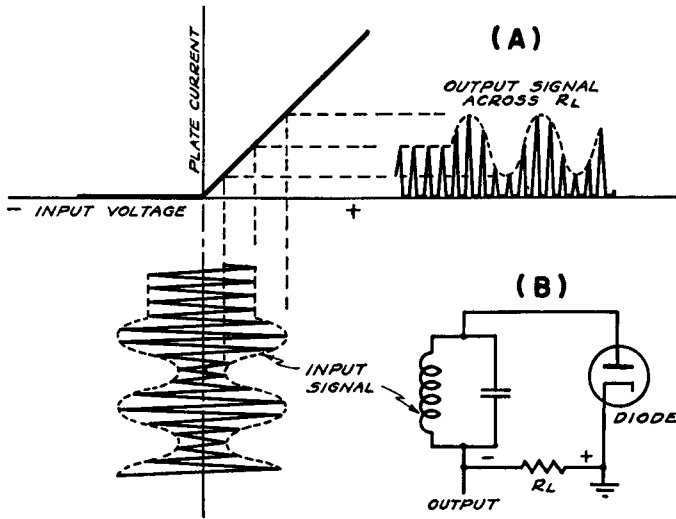 (A)
OUTPUT SIGNAL
ACROSS RL
PLATE CURRENT
- INPUT VOLTAGE +
(B)
INPUT
SIGNAL
DIODE
- +
RL
OUTPUT